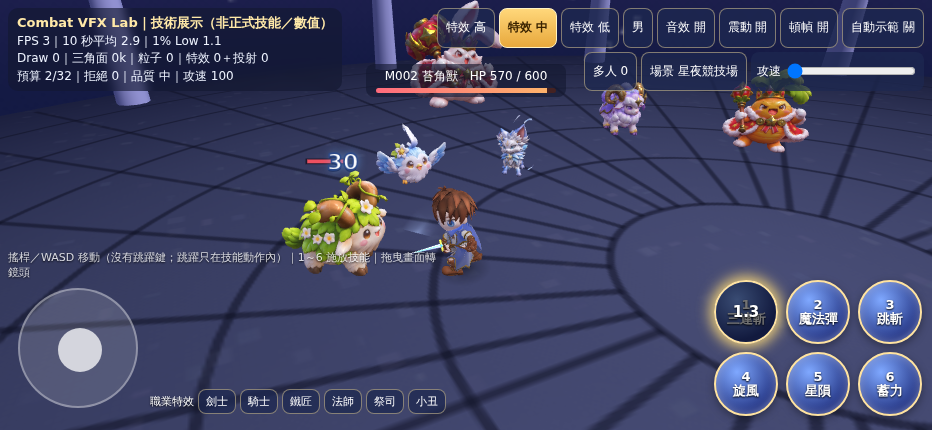 Combat VFX Lab｜技術展示（非正式技能／數值）
FPS 3｜10 秒平均 2.9｜1% Low 1.1
Draw 0｜三角面 0k｜粒子 0｜特效 0＋投射 0
預算 2/32｜拒絕 0｜品質 中｜攻速 100
特效 高
特效 中
特效 低
男
音效 開
震動 開
頓幀 開
自動示範 關
多人 0
場景 星夜競技場
攻速
M002 苔角獸 HP 570 / 600
30
搖桿／WASD 移動（沒有跳躍鍵；跳躍只在技能動作內）｜1～6 施放技能｜拖曳畫面轉
鏡頭
1
1.3
三連斬
2
魔法彈
3
跳斬
4
旋風
5
星隕
6
蓄力
職業特效
劍士
騎士
鐵匠
法師
祭司
小丑